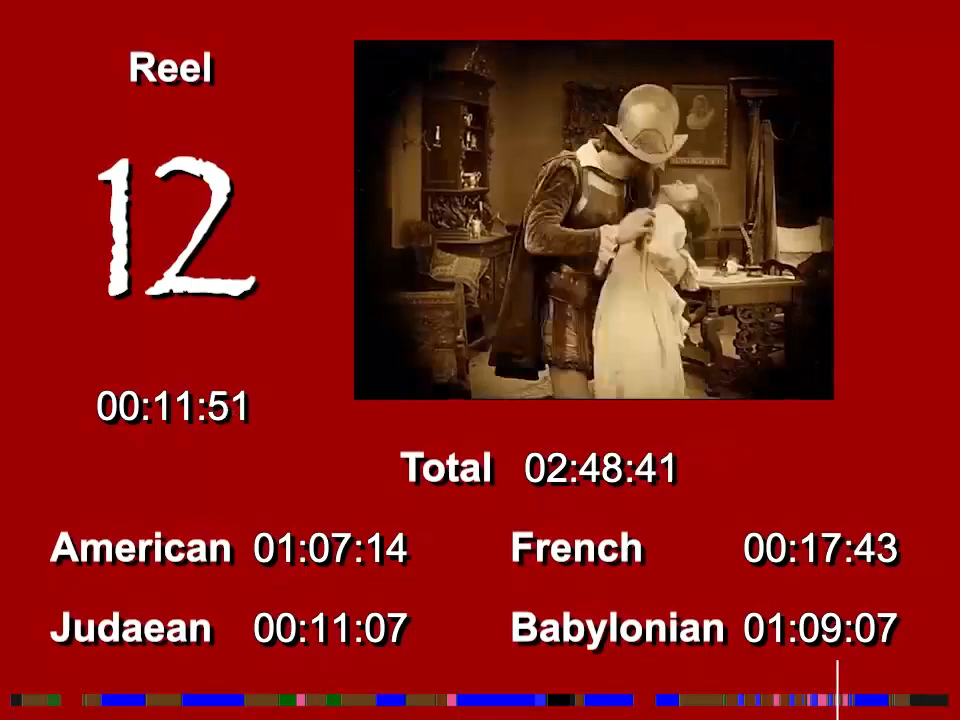 Reel
12
00:11:51
Total 02:48:41
American 01:07:14 French 00:17:43
Judaean 00:11:07 Babylonian 01:09:07